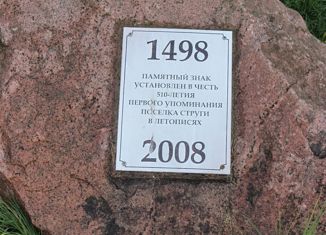 1498
ПАМЯТНЫЙ ЗНАК
УСТАНОВЛЕН В ЧЕСТЬ
510-ЛЕТИЯ
ПЕРВОГО УПОМИНАНИЯ
ПОСЕЛКА СТРУГИ
В ЛЕТОПИСЯХ
2008